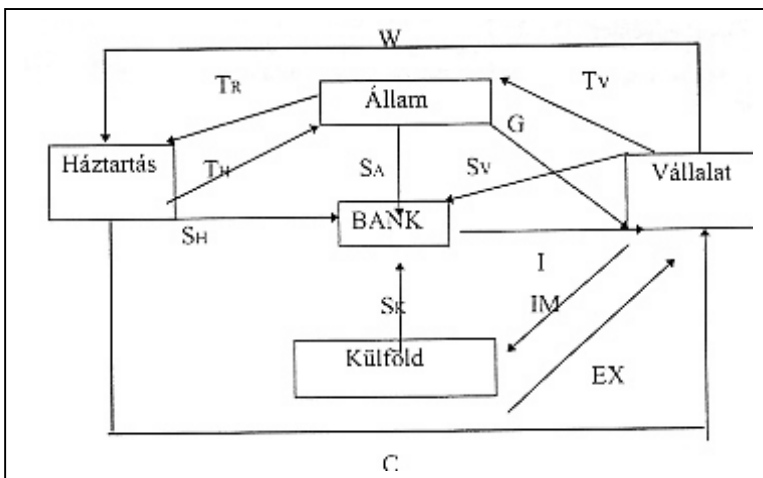 W
TR
Állam
TV
G
Háztartás
TH
SA
SV
Vállalat
BANK
SH
I
SK
IM
Külföld
EX
C